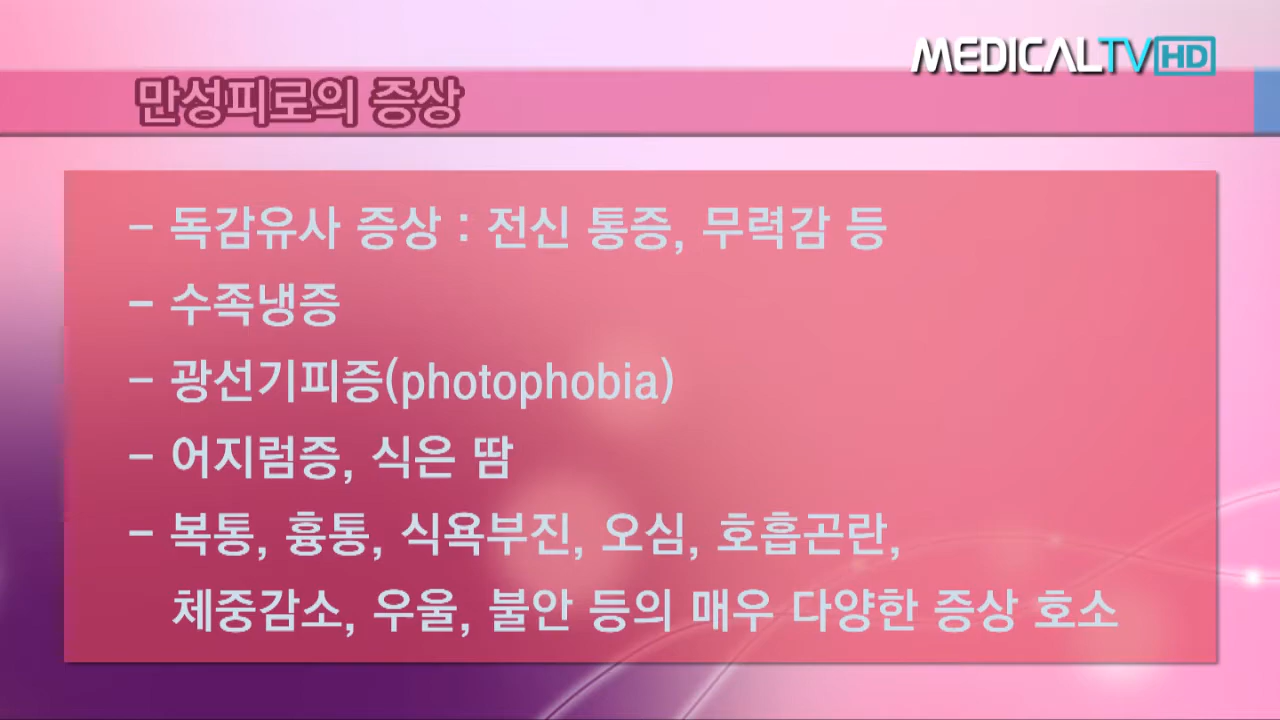 MEDICALTV HD
만성피로의 증상
- 독감유사 증상 : 전신 통증, 무력감 등
- 수족냉증
- 광선기피증(photophobia)
- 어지럼증, 식은 땀
- 복통, 흉통, 식욕부진, 오심, 호흡곤란,
체중감소, 우울, 불안 등의 매우 다양한 증상 호소